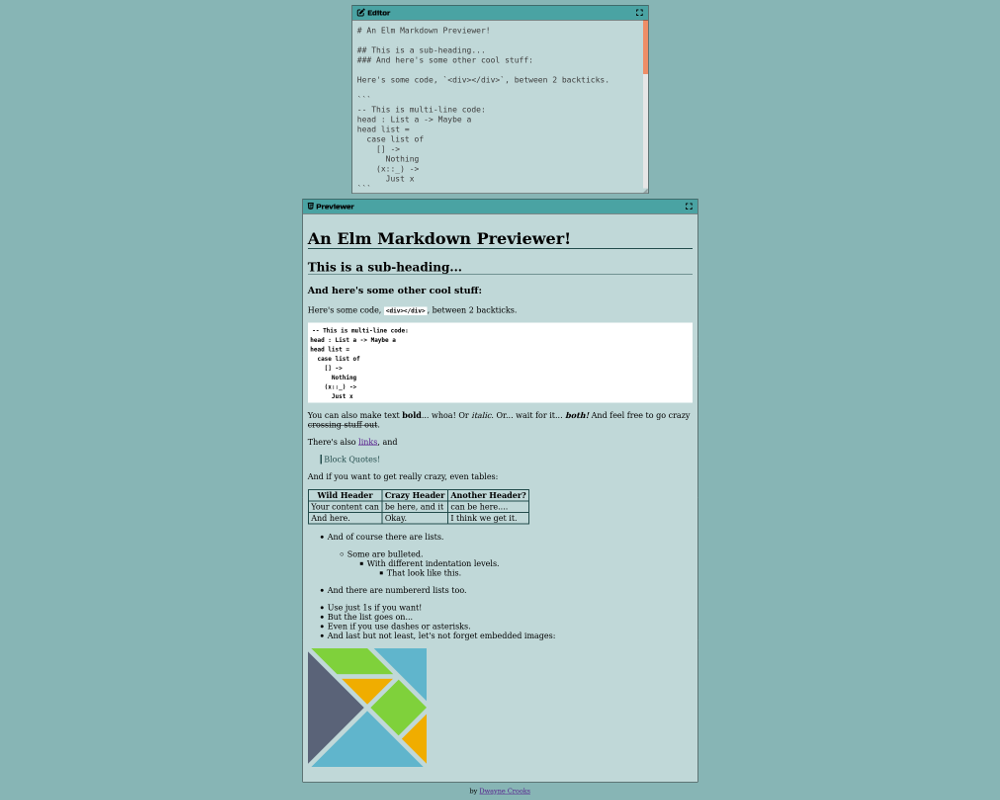 Editor
# An Elm Markdown Previewer!
## This is a sub-heading...
### And here's some other cool stuff:
Here's some code, `<div></div>`, between 2 backticks.
```
-- This is multi-line code:
head : List a -> Maybe a
head list =
  case list of
    [] ->
      Nothing
    (x::_) ->
      Just x
```
Previewer
An Elm Markdown Previewer!
This is a sub-heading...
And here's some other cool stuff:
Here's some code, <div></div>, between 2 backticks.
-- This is multi-line code:
head : List a -> Maybe a
head list =
  case list of
    [] ->
      Nothing
    (x::_) ->
      Just x
You can also make text bold... whoa! Or italic. Or... wait for it... both! And feel free to go crazy
crossing stuff out.
There's also links, and
Block Quotes!
And if you want to get really crazy, even tables:
Wild Header Crazy Header Another Header?
Your content can be here, and it can be here....
And here. Okay. I think we get it.
• And of course there are lists.
◦ Some are bulleted.
▪ With different indentation levels.
▪ That look like this.
• And there are numbererd lists too.
• Use just 1s if you want!
• But the list goes on...
• Even if you use dashes or asterisks.
• And last but not least, let's not forget embedded images:
by Dwayne Crooks